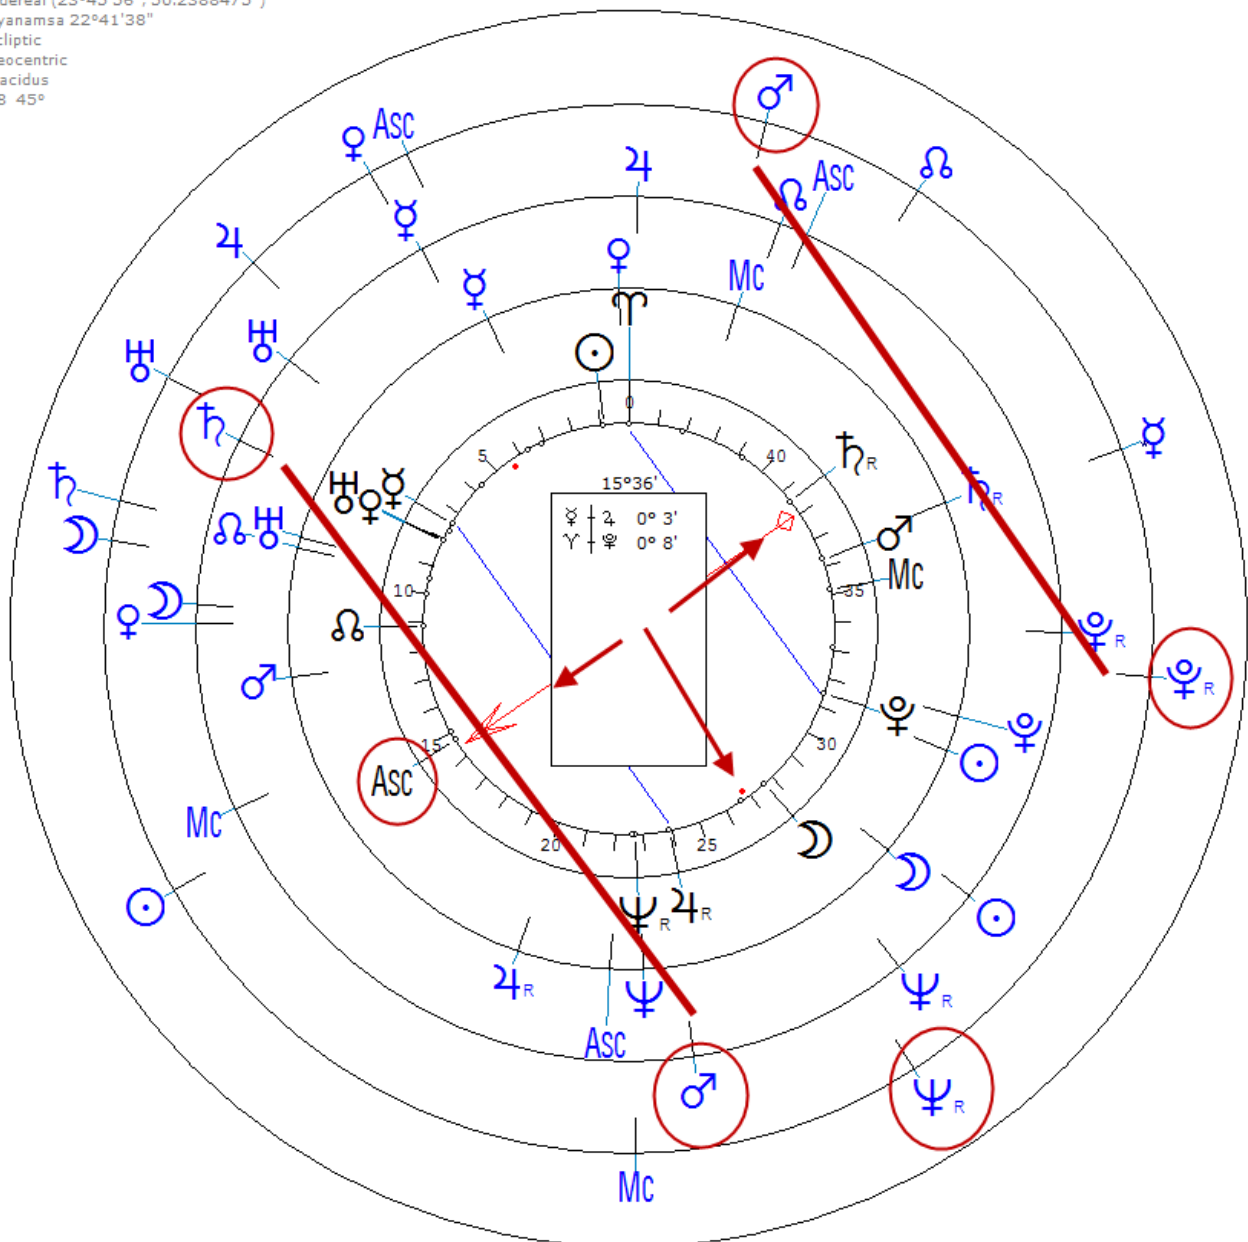 yanamsa 22°41'38"
cliptic
eocentric
acidus
8 45°
♂
♀ Asc
♃
☊
☊ Asc
☿
♃
♀
Mc
☿
♈
♅
♅
☉
0
♄
5
40
♄R
☿
♄
♅♀☿
15°36'
☿ ♃ 0° 3'
♈ ♇ 0° 8'
♄R
☽
☊♅
♂
10
35
Mc
♀ ☽
☊
♇R
♂
♇R
♇R
♇
15
30
☉
Asc
Mc
20
25
☽
☽
☉
♆R ♃R
☉
♃R
♆
♆R
Asc
♂
♆R
Mc